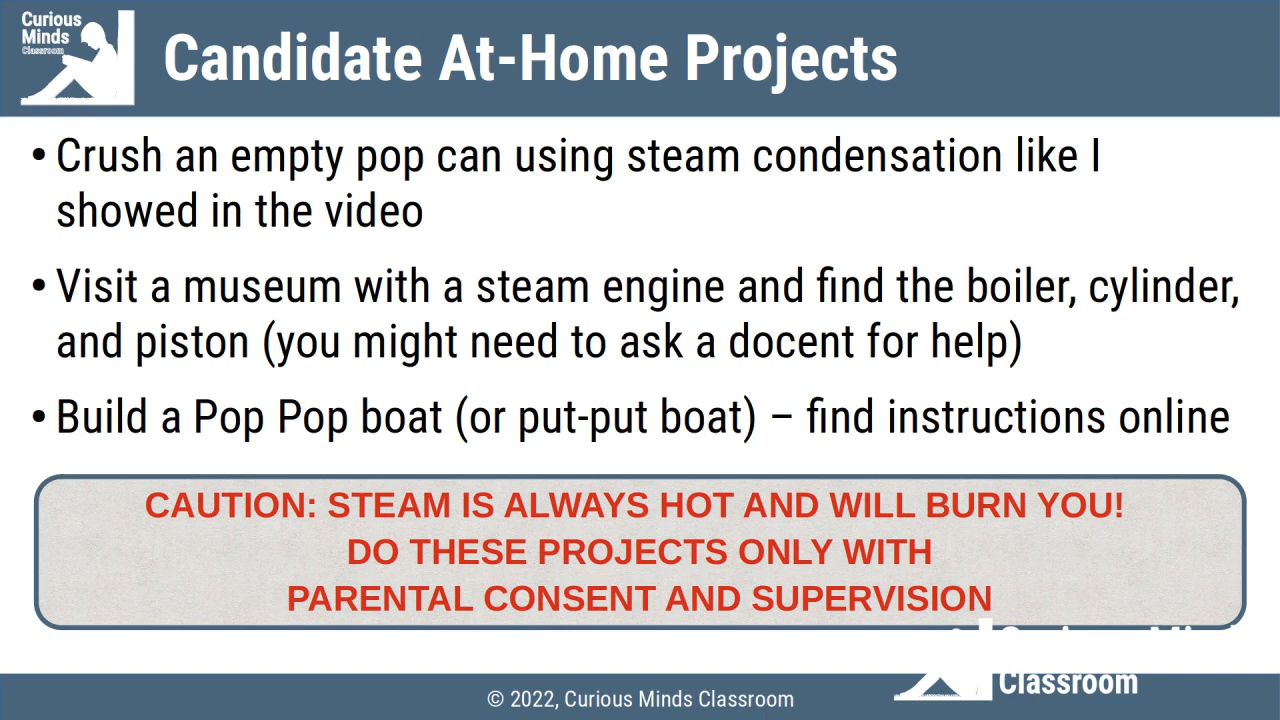 Curious
Minds
Classroom
Candidate At-Home Projects
• Crush an empty pop can using steam condensation like I
showed in the video
• Visit a museum with a steam engine and find the boiler, cylinder,
and piston (you might need to ask a docent for help)
• Build a Pop Pop boat (or put-put boat) – find instructions online
CAUTION: STEAM IS ALWAYS HOT AND WILL BURN YOU!
DO THESE PROJECTS ONLY WITH
PARENTAL CONSENT AND SUPERVISION
Classroom
© 2022, Curious Minds Classroom